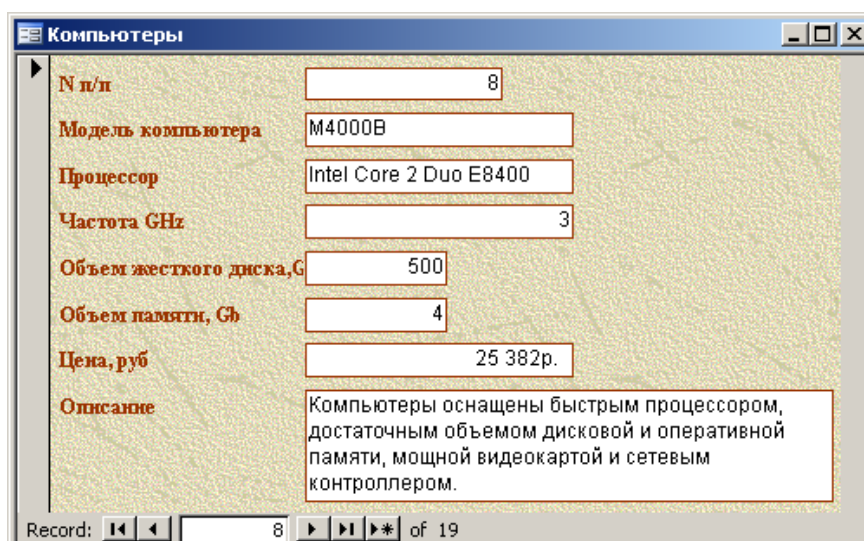 Компьютеры
N п/п 8
Модель компьютера M4000B
Процессор Intel Core 2 Duo E8400
Частота GHz 3
Объем жесткого диска,G 500
Объем памяти, Gb 4
Цена,руб 25 382р.
Описание Компьютеры оснащены быстрым процессором,
достаточным объемом дисковой и оперативной
памяти, мощной видеокартой и сетевым
контроллером.
Record: 8 of 19